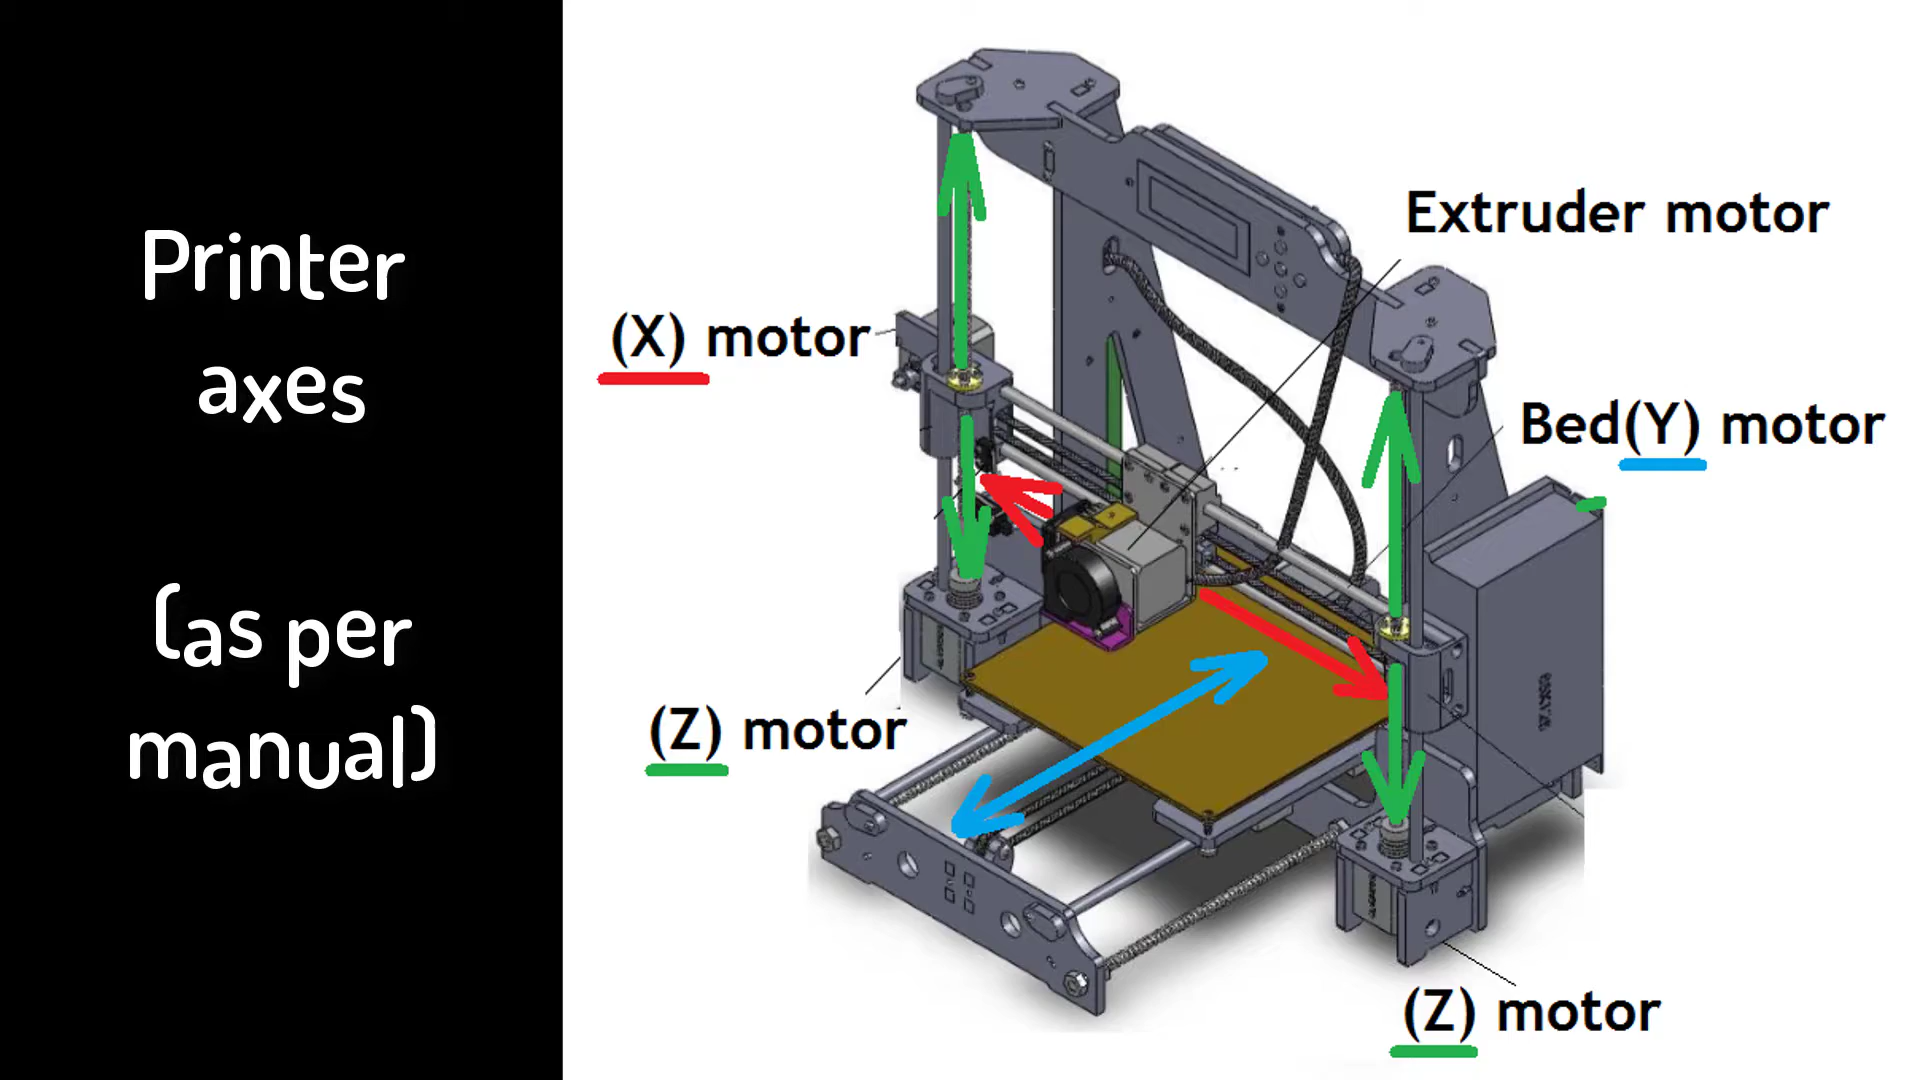 Printer
axes
(as per
manual)
Extruder motor
(X) motor
Bed(Y) motor
(Z) motor
(Z) motor